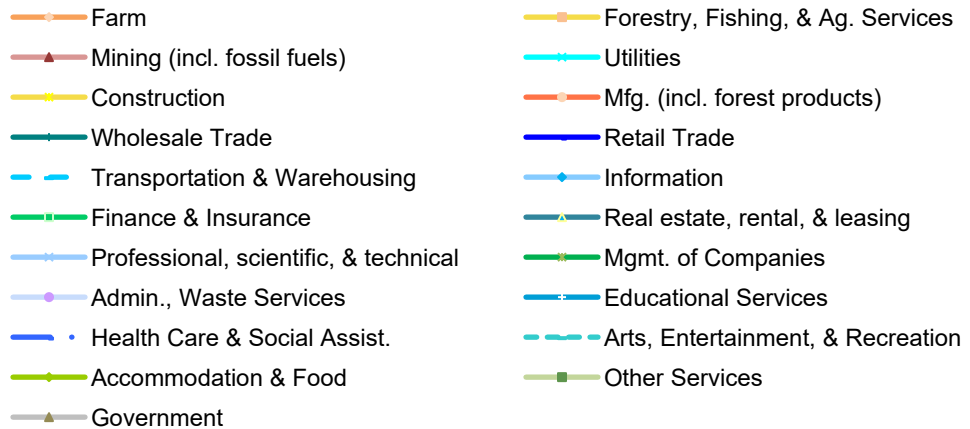 Farm
Forestry, Fishing, & Ag. Services
Mining (incl. fossil fuels)
Utilities
Construction
Mfg. (incl. forest products)
Wholesale Trade
Retail Trade
Transportation & Warehousing
Information
Finance & Insurance
Real estate, rental, & leasing
Professional, scientific, & technical
Mgmt. of Companies
Admin., Waste Services
Educational Services
Health Care & Social Assist.
Arts, Entertainment, & Recreation
Accommodation & Food
Other Services
Government